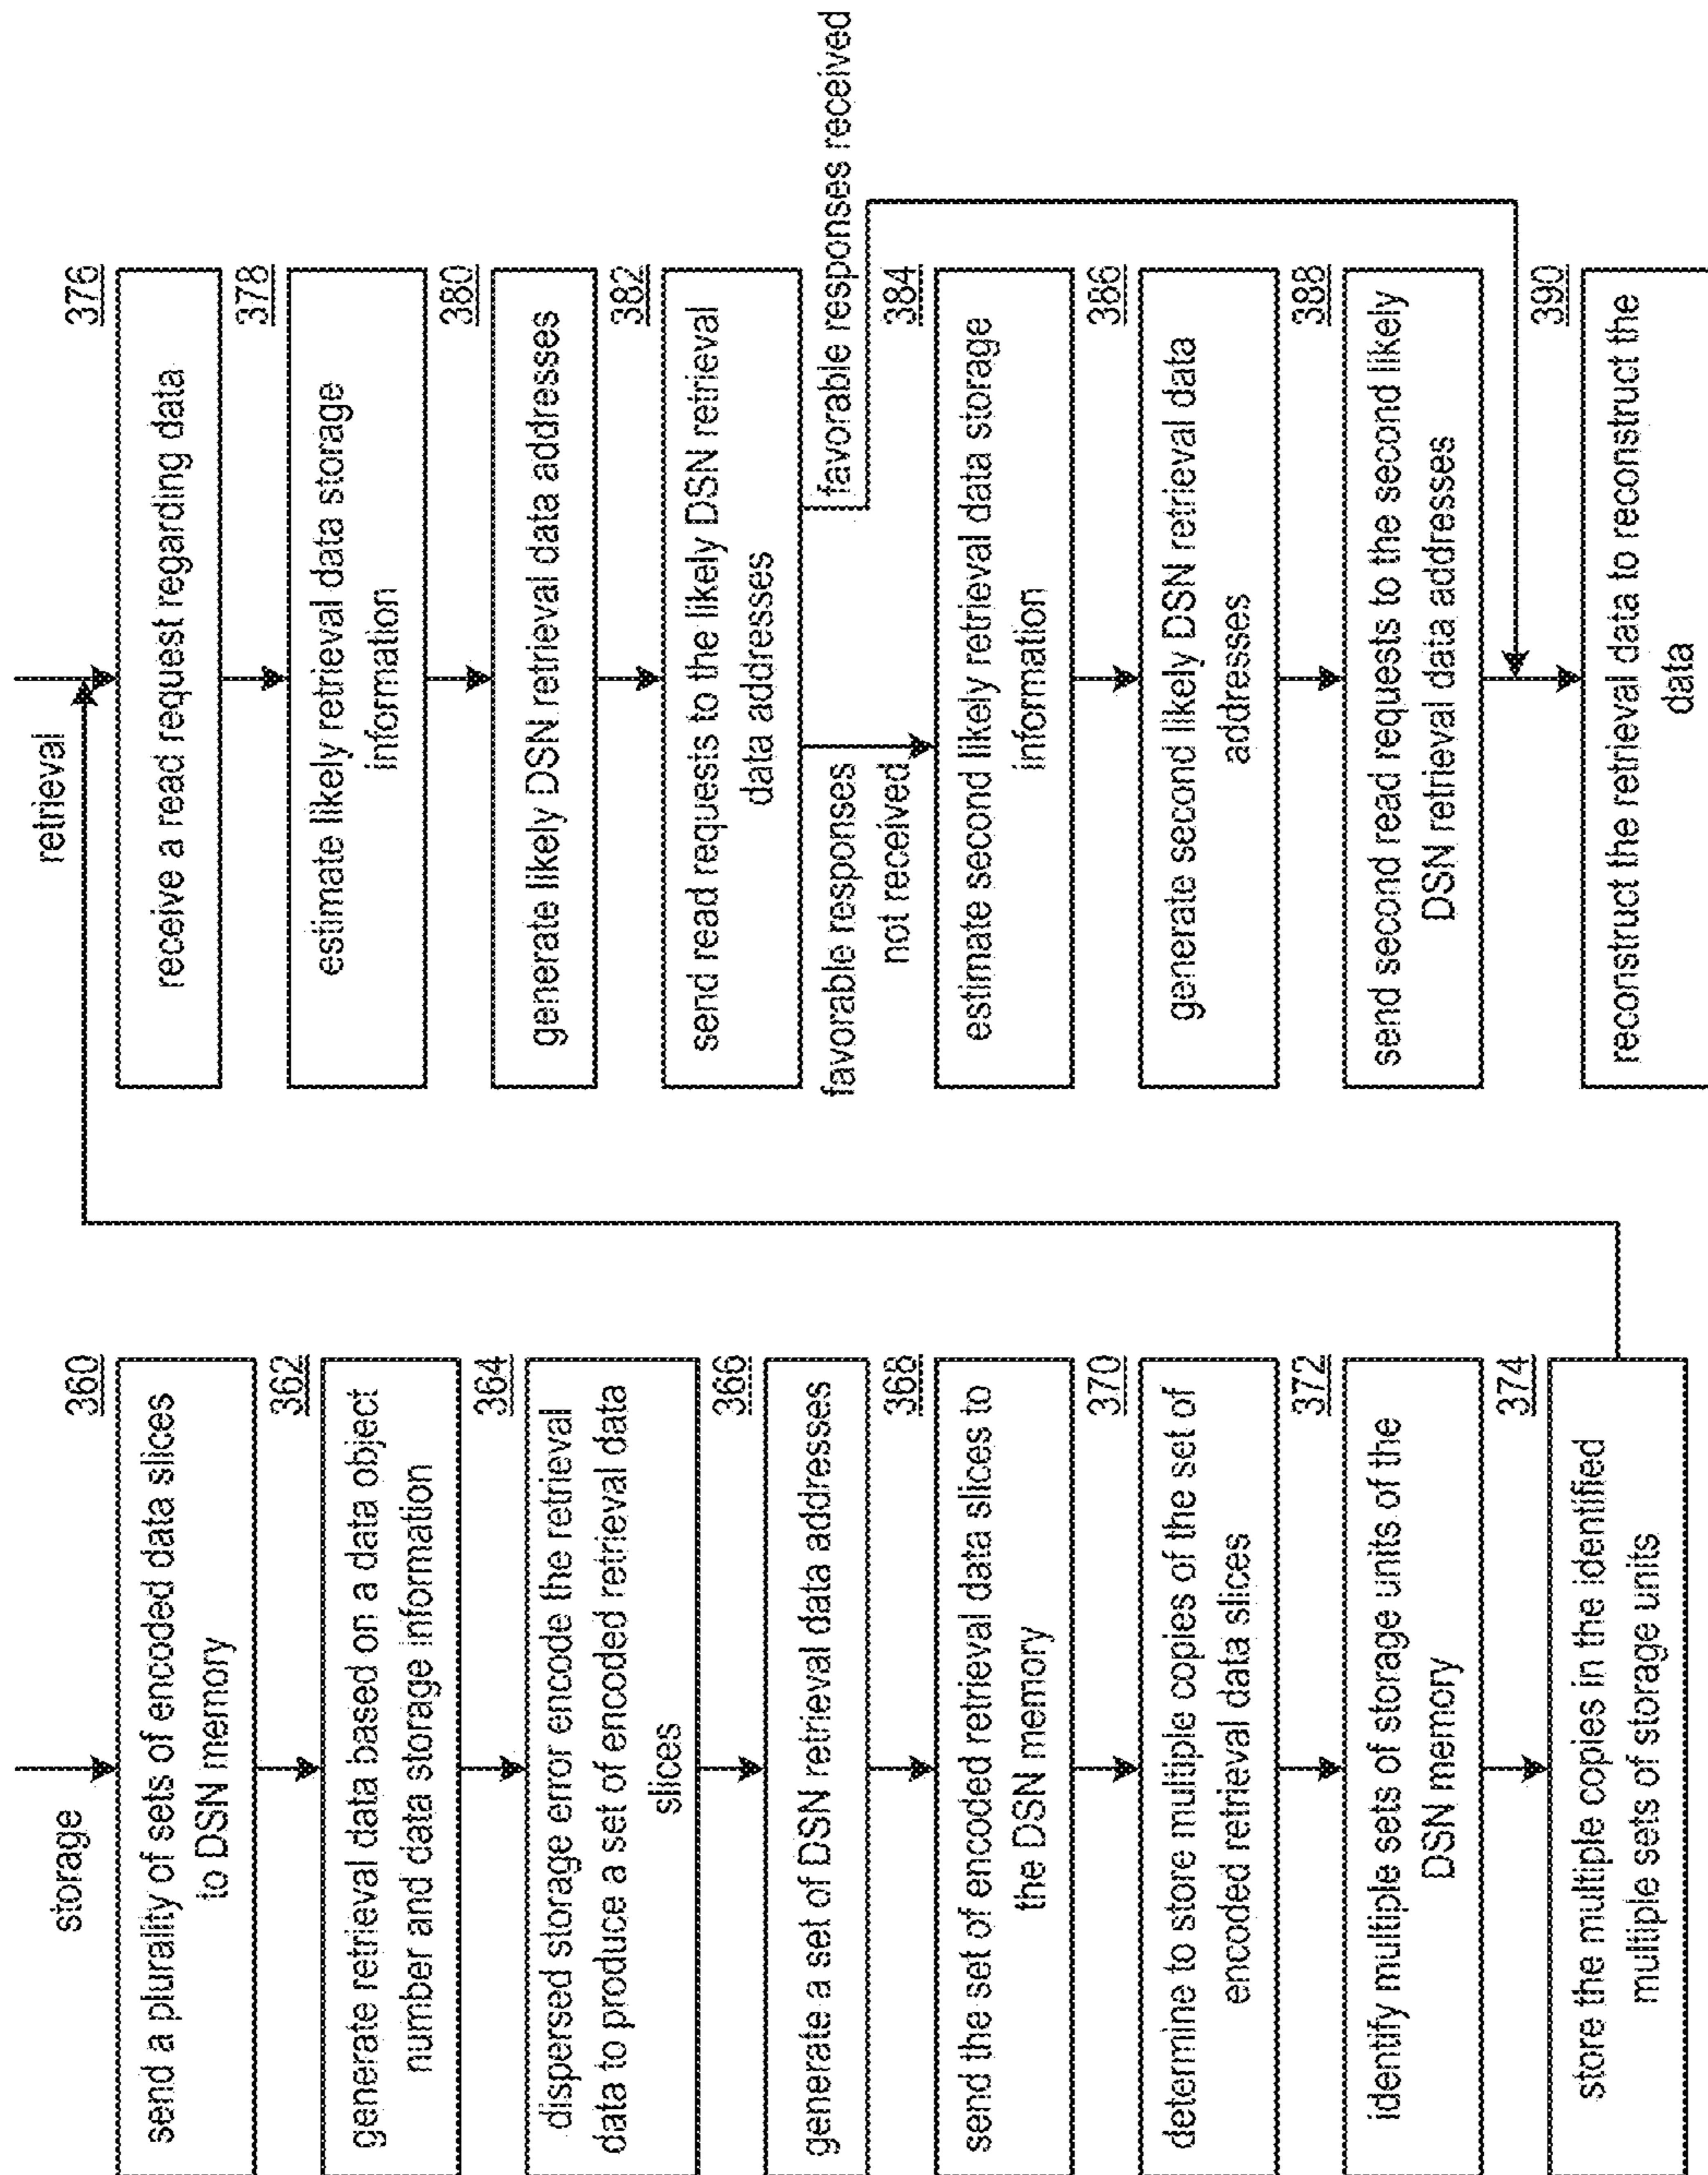 storage
360
send a plurality of sets of encoded data slices
to DSN memory
362
generate retrieval data based on a data object
number and data storage information
364
dispersed storage error encode the retrieval
data to produce a set of encoded retrieval data
slices
366
generate a set of DSN retrieval data addresses
368
send the set of encoded retrieval data slices to
the DSN memory
370
determine to store multiple copies of the set of
encoded retrieval data slices
372
identify multiple sets of storage units of the
DSN memory
374
store the multiple copies in the identified
multiple sets of storage units
retrieval
376
receive a read request regarding data
378
estimate likely retrieval data storage
information
380
generate likely DSN retrieval data addresses
382
send read requests to the likely DSN retrieval
data addresses
favorable responses
not received
favorable responses received
384
estimate second likely retrieval data storage
information
386
generate second likely DSN retrieval data
addresses
388
send second read requests to the second likely
DSN retrieval data addresses
390
reconstruct the retrieval data to reconstruct the
data